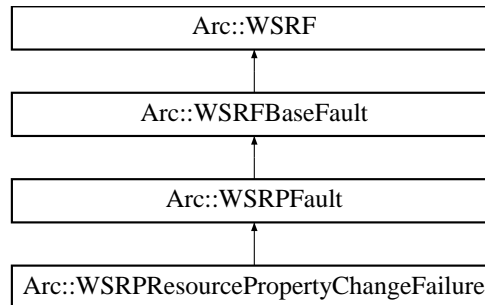 Arc::WSRF
Arc::WSRFBaseFault
Arc::WSRPFault
Arc::WSRPResourcePropertyChangeFailure